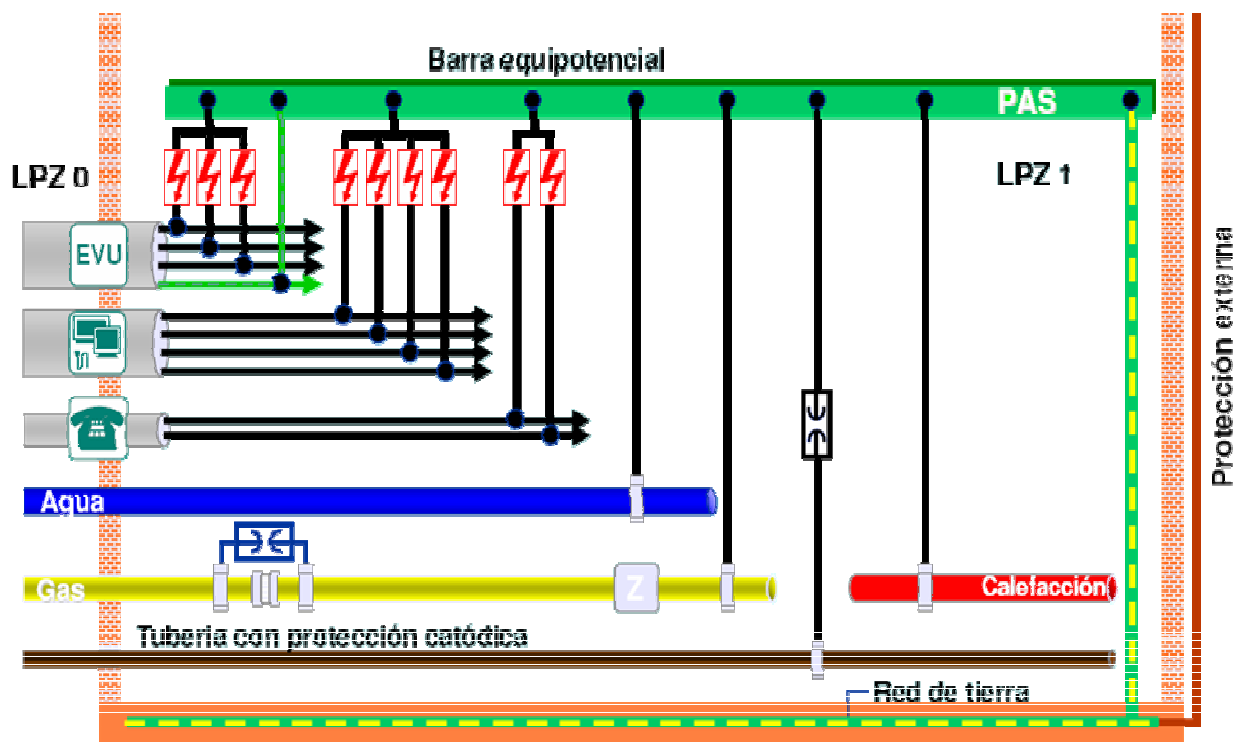 Barra equipotencial
PAS
LPZ 0
LPZ 1
EVU
Protección externa
Agua
Gas
Z
Calefacción
Tuberia con protección catódica
Red de tierra